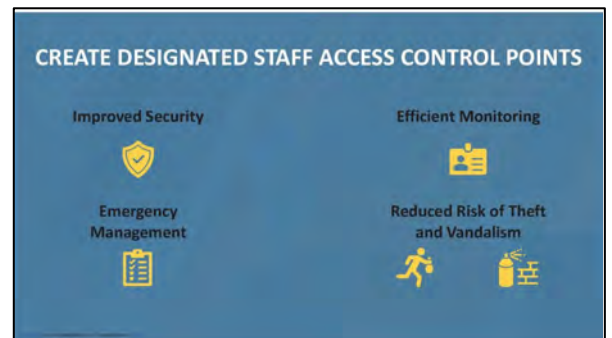 CREATE DESIGNATED STAFF ACCESS CONTROL POINTS
Improved Security
Efficient Monitoring
Emergency
Management
Reduced Risk of Theft
and Vandalism